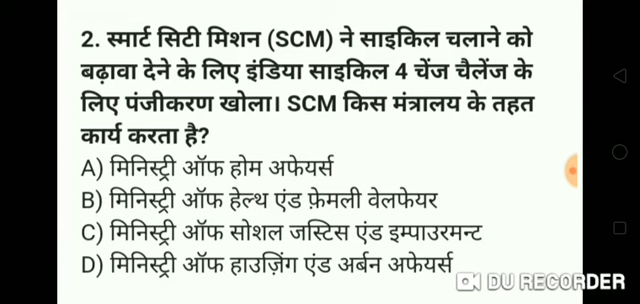 2. स्मार्ट सिटी मिशन (SCM) ने साइकिल चलाने को
बढ़ावा देने के लिए इंडिया साइकिल 4 चेंज चैलेंज के
लिए पंजीकरण खोला। SCM किस मंत्रालय के तहत
कार्य करता है?
A) मिनिस्ट्री ऑफ होम अफेयर्स
B) मिनिस्ट्री ऑफ हेल्थ एंड फ़ेमली वेलफेयर
C) मिनिस्ट्री ऑफ सोशल जस्टिस एंड इम्पाउरमन्ट
D) मिनिस्ट्री ऑफ हाउज़िंग एंड अर्बन अफेयर्स
DU RECORDER